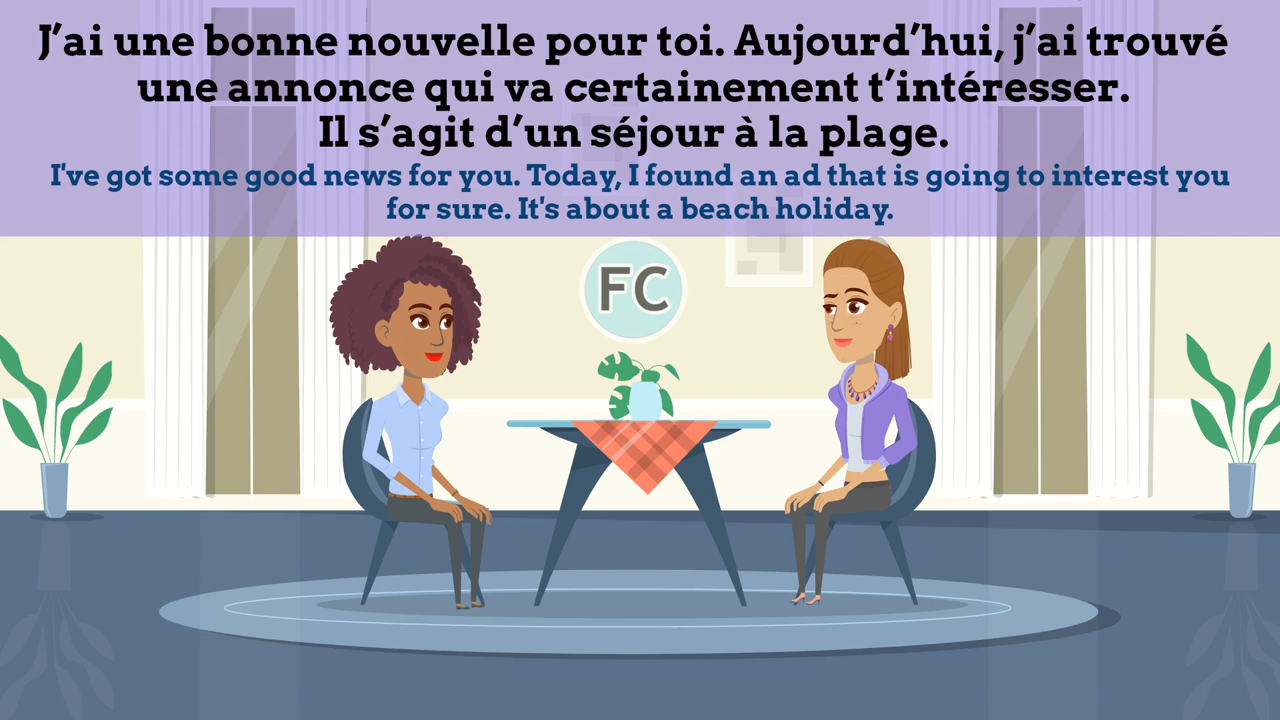 J’ai une bonne nouvelle pour toi. Aujourd’hui, j’ai trouvé
une annonce qui va certainement t’intéresser.
Il s’agit d’un séjour à la plage.
I've got some good news for you. Today, I found an ad that is going to interest you
for sure. It's about a beach holiday.
FC